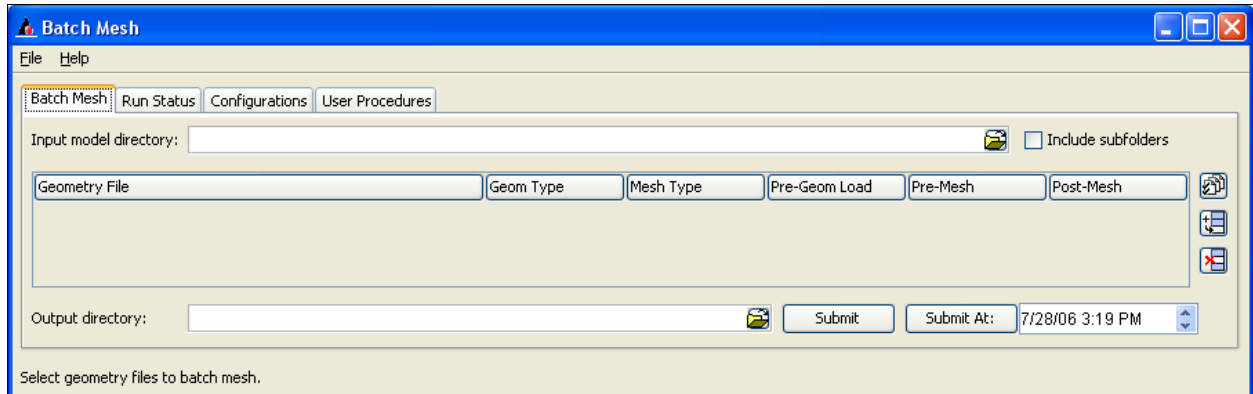 Batch Mesh
File Help
Batch Mesh Run Status Configurations User Procedures
Input model directory: Include subfolders
Geometry File Geom Type Mesh Type Pre-Geom Load Pre-Mesh Post-Mesh
Output directory: Submit Submit At: 7/28/06 3:19 PM
Select geometry files to batch mesh.